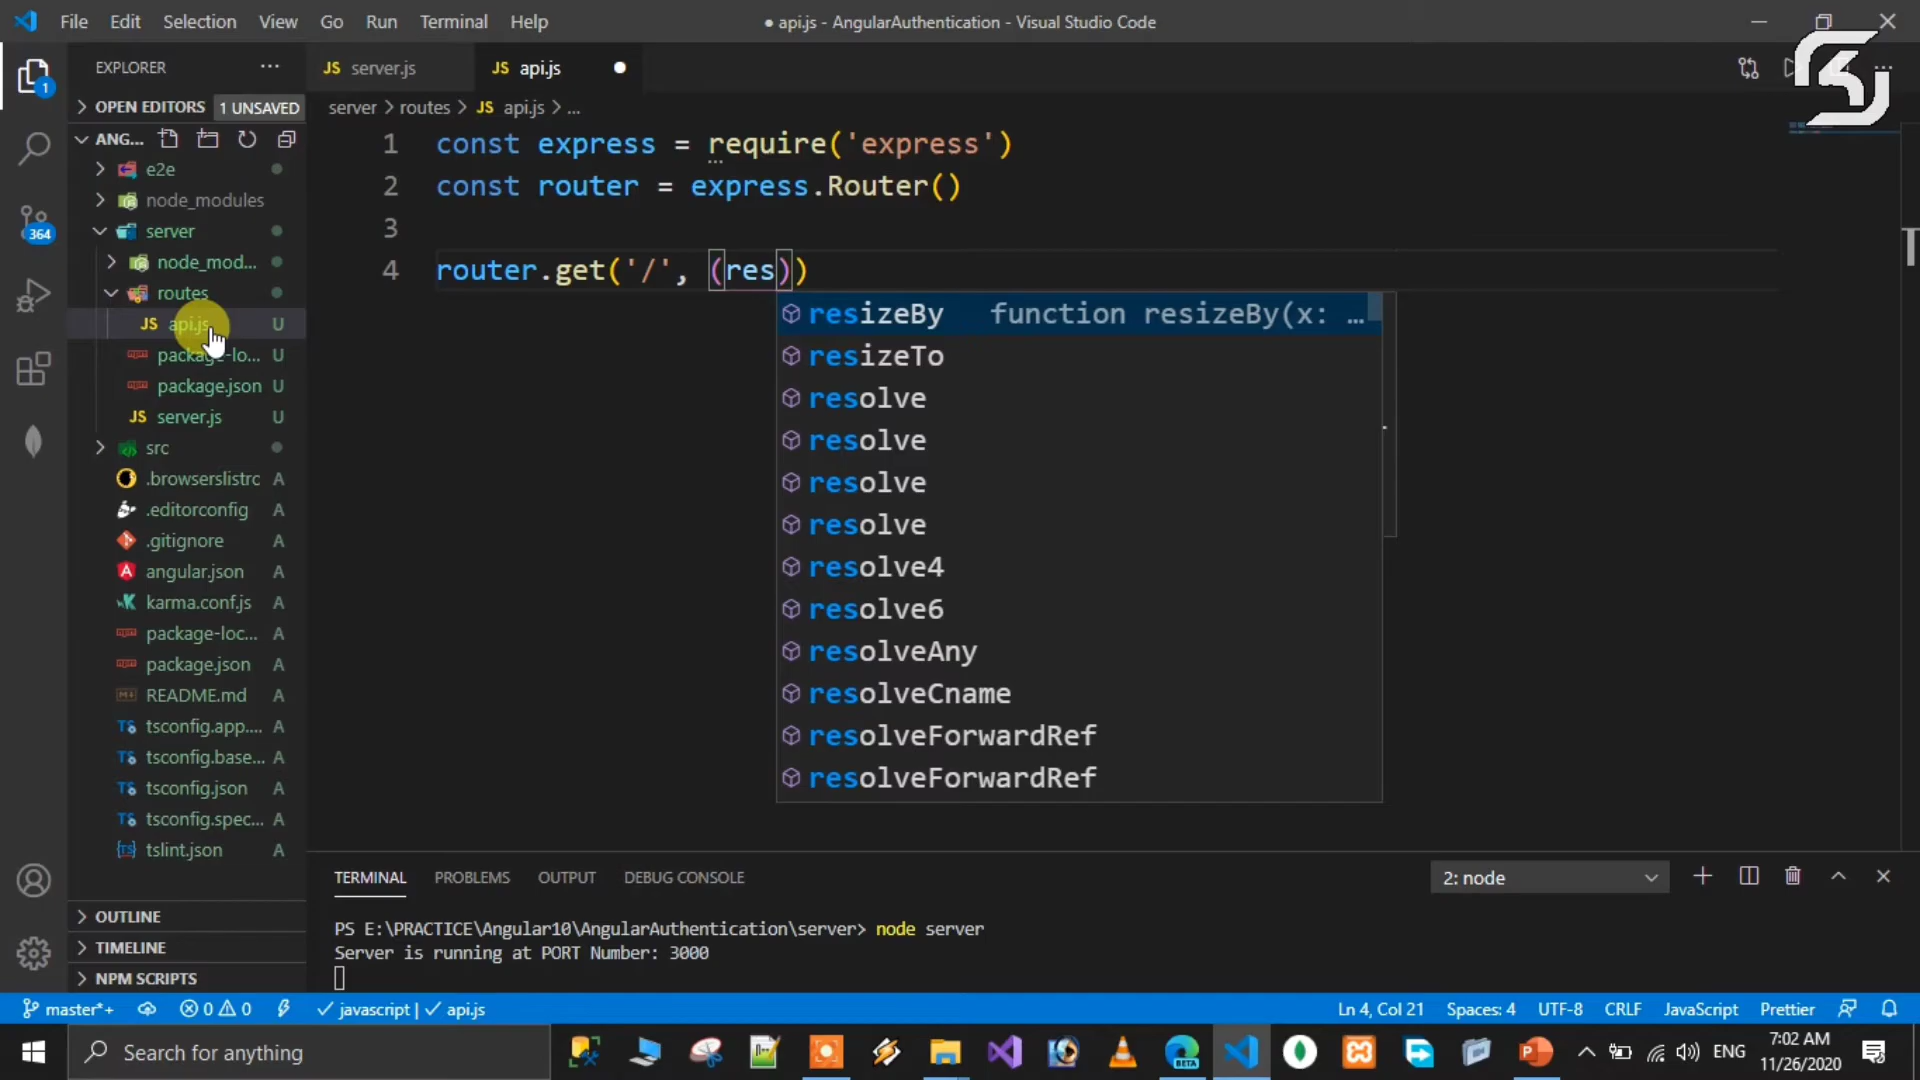 File Edit Selection View Go Run Terminal Help
● api.js - AngularAuthentication - Visual Studio Code
EXPLORER ...
JS server.js
JS api.js
OPEN EDITORS 1 UNSAVED
server > routes > JS api.js > ...
ANG...
e2e
node_modules
server
node_mod...
routes
JS api.js U
package-lo... U
package.json U
JS server.js U
src
.browserslistrc A
.editorconfig A
.gitignore A
angular.json A
karma.conf.js A
package-loc... A
package.json A
README.md A
TS tsconfig.app.... A
TS tsconfig.base... A
TS tsconfig.json A
TS tsconfig.spec... A
tslint.json A
OUTLINE
TIMELINE
NPM SCRIPTS
1
364
1 const express = require('express')
2 const router = express.Router()
3
4 router.get('/', (res))
resizeBy function resizeBy(x: ...
resizeTo
resolve
resolve
resolve
resolve
resolve4
resolve6
resolveAny
resolveCname
resolveForwardRef
resolveForwardRef
TERMINAL PROBLEMS OUTPUT DEBUG CONSOLE
2: node
PS E:\PRACTICE\Angular10\AngularAuthentication\server> node server
Server is running at PORT Number: 3000
master*+ 0 0 javascript | api.js
Ln 4, Col 21 Spaces: 4 UTF-8 CRLF JavaScript Prettier
Search for anything
ENG
7:02 AM
11/26/2020